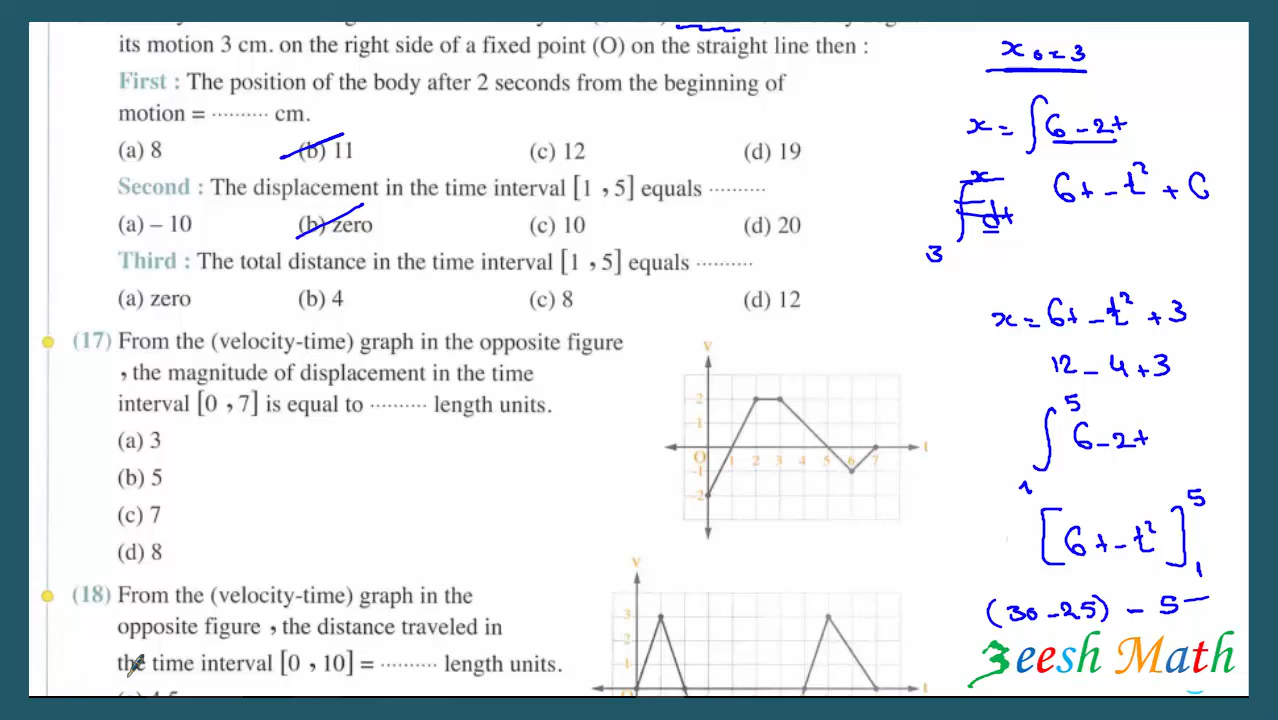 its motion 3 cm. on the right side of a fixed point (O) on the straight line then :
First : The position of the body after 2 seconds from the beginning of
motion = ·········· cm.
(a) 8 (b) 11 (c) 12 (d) 19
Second : The displacement in the time interval [1 , 5] equals ··········
(a) – 10 (b) zero (c) 10 (d) 20
Third : The total distance in the time interval [1 , 5] equals ··········
(a) zero (b) 4 (c) 8 (d) 12
(17) From the (velocity-time) graph in the opposite figure
, the magnitude of displacement in the time
interval [0 , 7] is equal to ·········· length units.
(a) 3
(b) 5
(c) 7
(d) 8
V
2
1
O 1 2 3 4 5 6 7 t
-1
-2
(18) From the (velocity-time) graph in the
opposite figure , the distance traveled in
the time interval [0 , 10] = ·········· length units.
V
3
2
1
t
x₀ = 3
x = ∫ 6 - 2t
6t - t² + C
x
dt
3
x = 6t - t² + 3
12 - 4 + 3
5
∫ 6 - 2t
1
[6t - t²]
5
1
(30 - 25) - 5
Zeesh Math